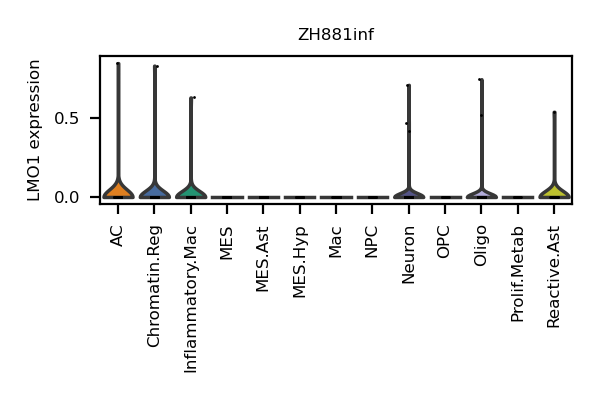 ZH881inf
LMO1 expression
0.5
0.0
AC
Chromatin.Reg
Inflammatory.Mac
MES
MES.Ast
MES.Hyp
Mac
NPC
Neuron
OPC
Oligo
Prolif.Metab
Reactive.Ast